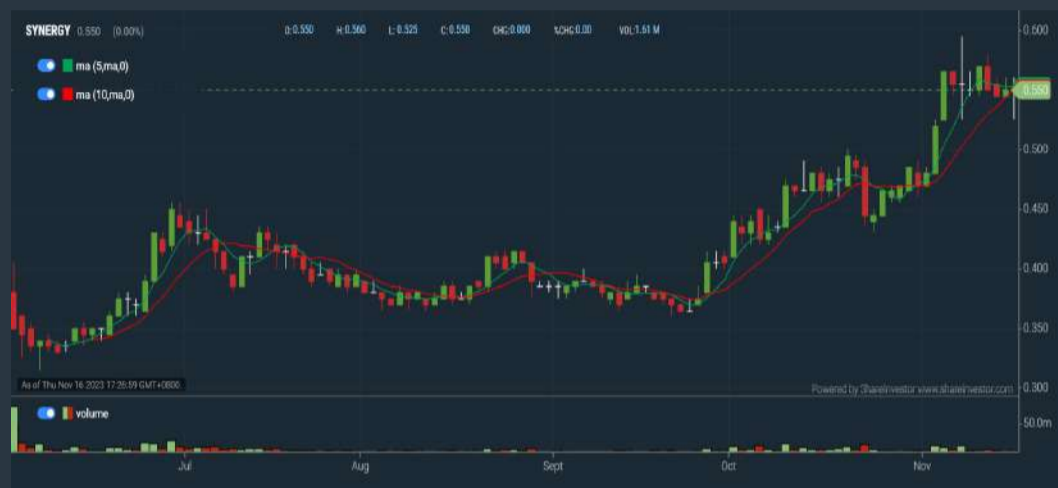 SYNERGY 0.550 (0.00%) O:0.550 H:0.560 L:0.525 C:0.550 CHG:0.000 %CHG:0.00 VOL:1.61 M
0.600
ma (5,ma,0)
ma (10,ma,0)
0.550
0.500
0.450
0.400
0.350
As of Thu Nov 16 2023 17:26:59 GMT+0800
Powered by ShareInvestor www.shareinvestor.com
0.300
volume
50.0m
Jul Aug Sept Oct Nov